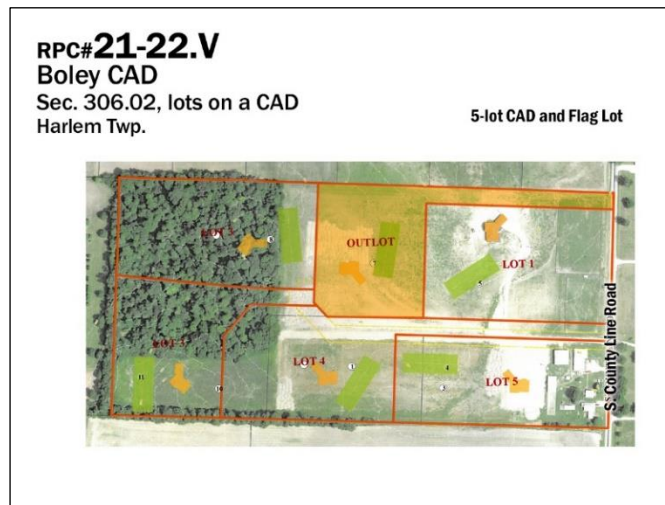 RPC#21-22.V
Boley CAD
Sec. 306.02, lots on a CAD
Harlem Twp.
5-lot CAD and Flag Lot
OUTLOT
LOT 1
LOT 4
LOT 5
S. County Line Road